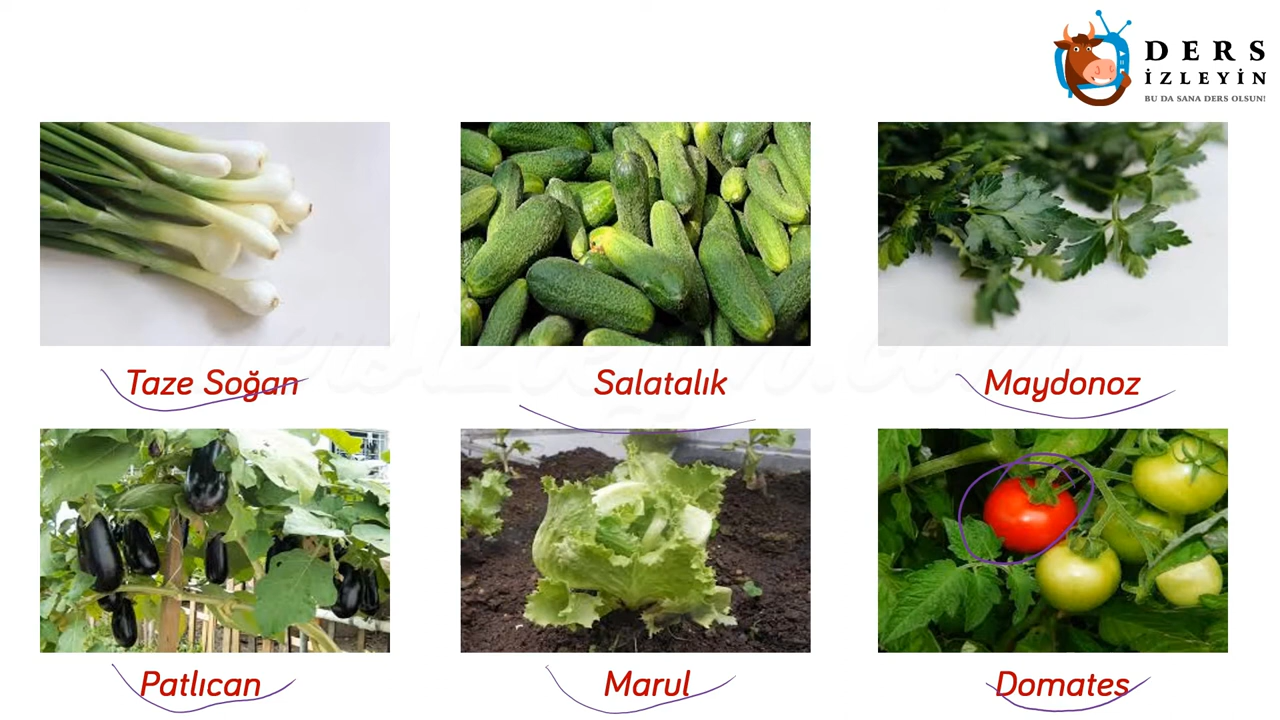 DERS
İZLEYİN
BU DA SANA DERS OLSUN!
Taze Soğan
Salatalık
Maydonoz
Patlıcan
Marul
Domates